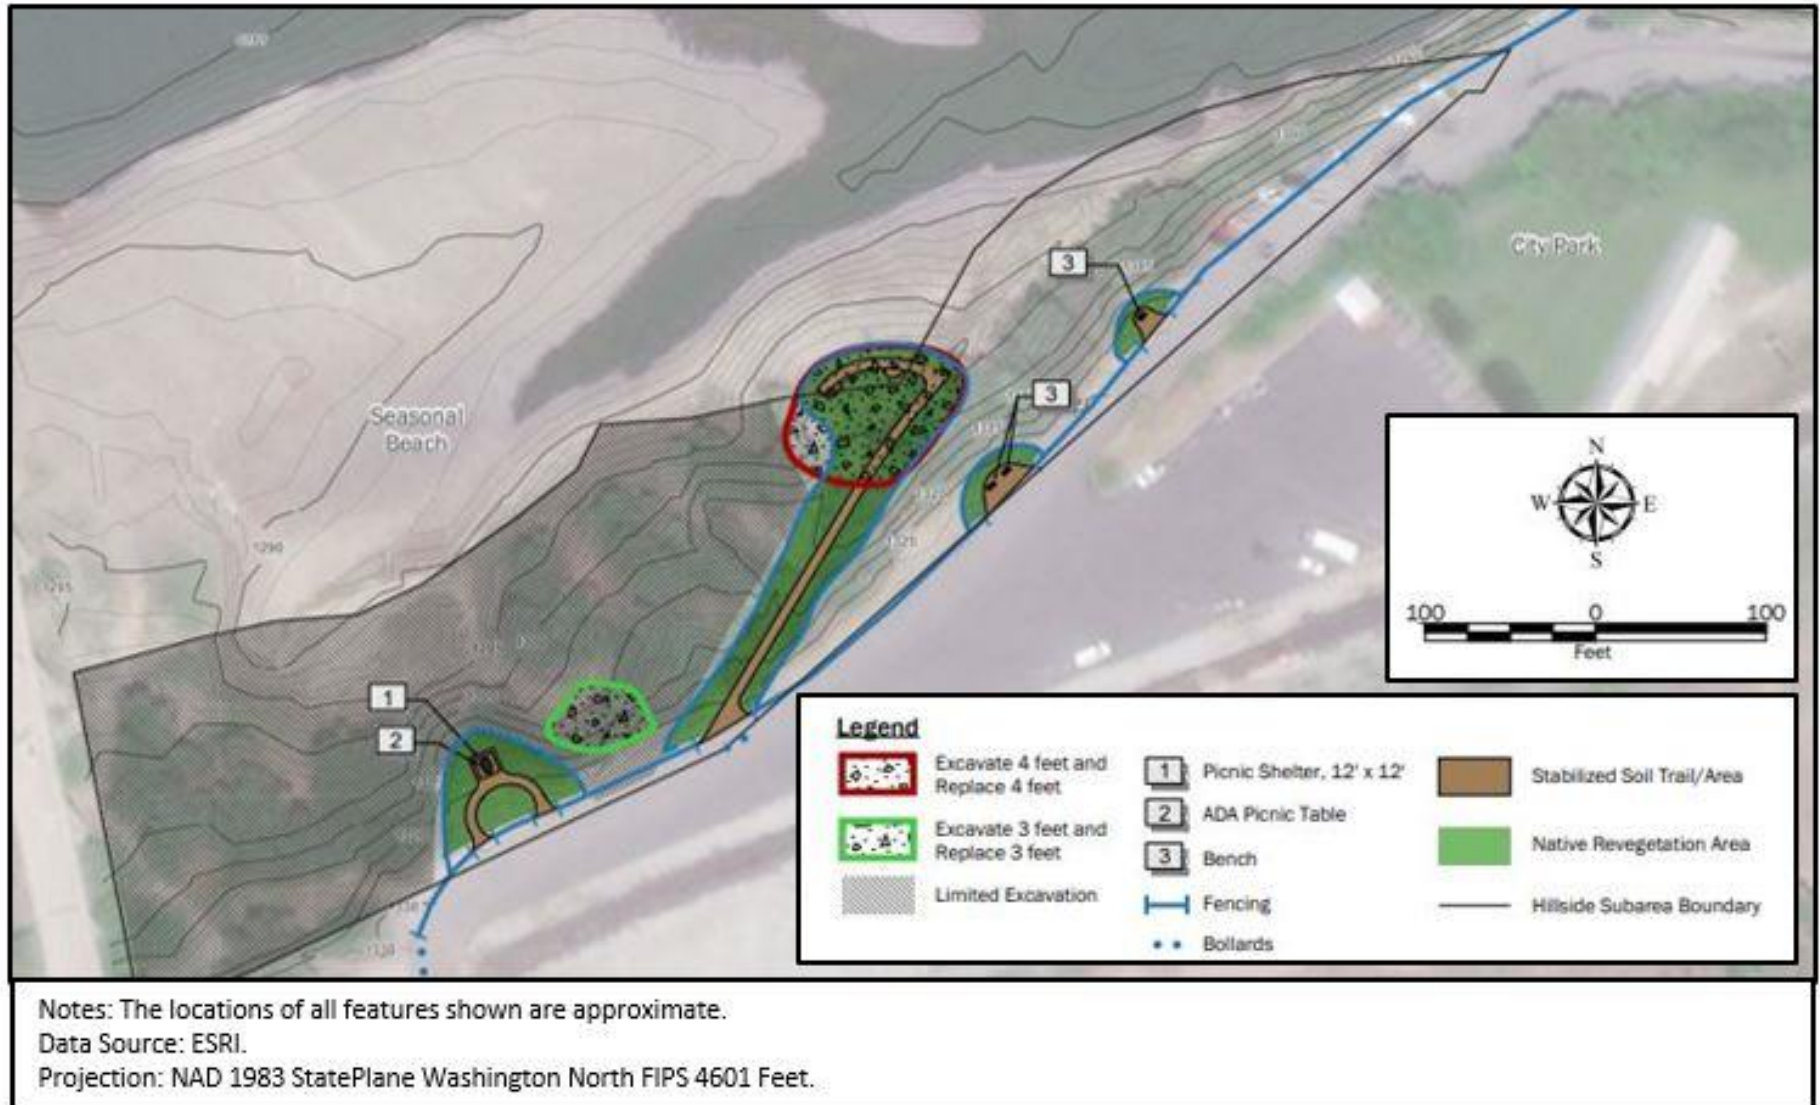 3
City Park
3
Seasonal
Beach
1290
1295
1325
1
2
N
W E
S
100 0 100
Feet
Legend
Excavate 4 feet and
Replace 4 feet
Excavate 3 feet and
Replace 3 feet
Limited Excavation
1 Picnic Shelter, 12' x 12'
2 ADA Picnic Table
3 Bench
Fencing
Bollards
Stabilized Soil Trail/Area
Native Revegetation Area
Hillside Subarea Boundary
Notes: The locations of all features shown are approximate.
Data Source: ESRI.
Projection: NAD 1983 StatePlane Washington North FIPS 4601 Feet.